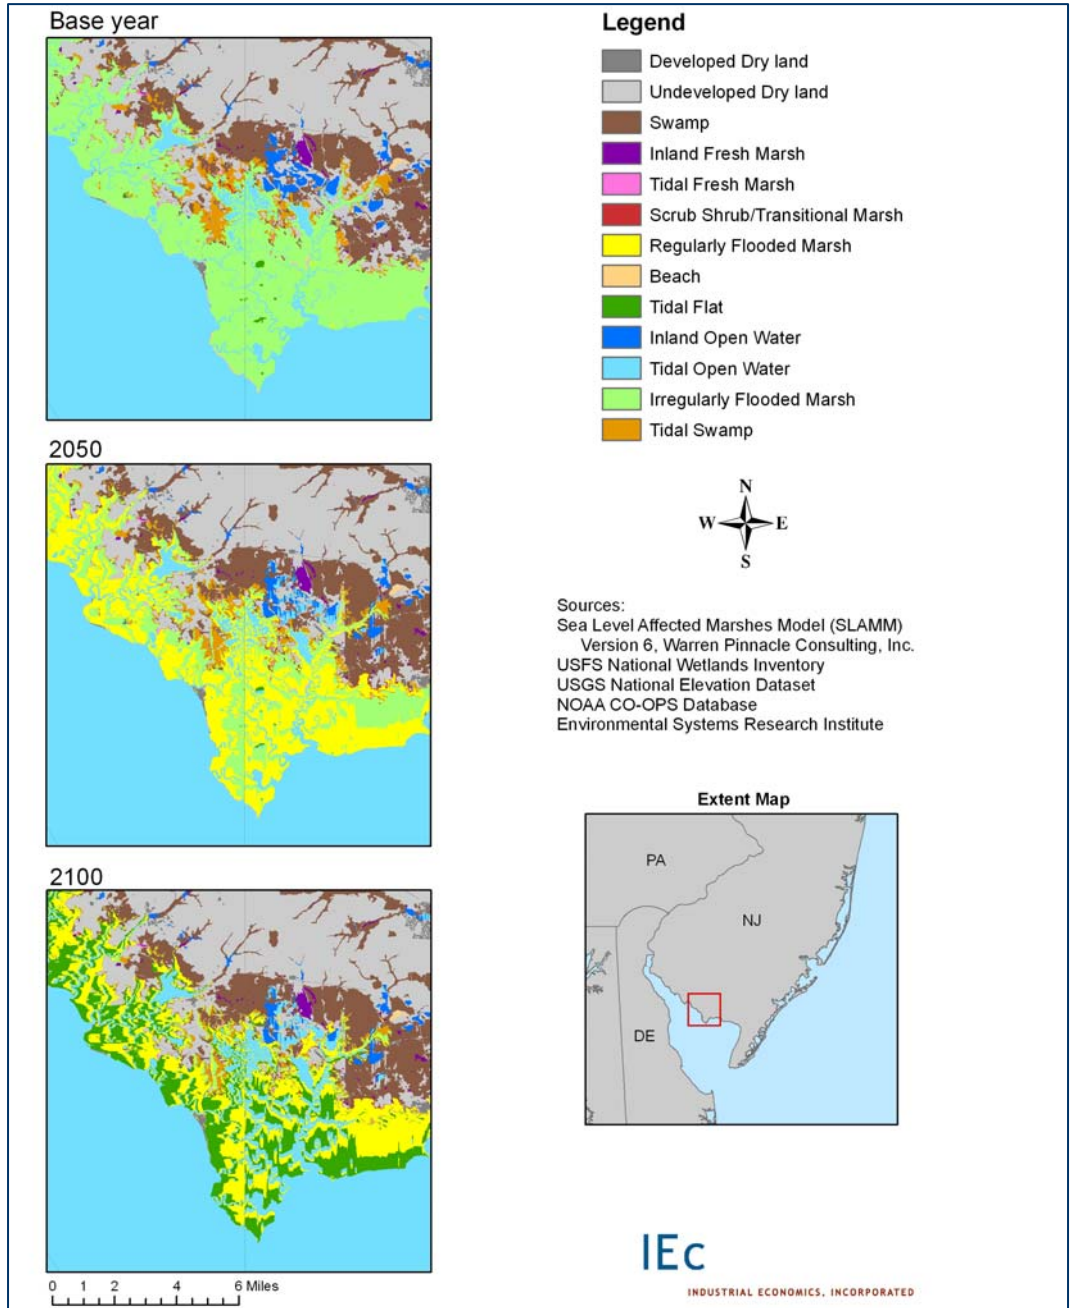 Base year
Legend
Developed Dry land
Undeveloped Dry land
Swamp
Inland Fresh Marsh
Tidal Fresh Marsh
Scrub Shrub/Transitional Marsh
Regularly Flooded Marsh
Beach
Tidal Flat
Inland Open Water
Tidal Open Water
Irregularly Flooded Marsh
Tidal Swamp
2050
N
W E
S
Sources:
Sea Level Affected Marshes Model (SLAMM)
Version 6, Warren Pinnacle Consulting, Inc.
USFS National Wetlands Inventory
USGS National Elevation Dataset
NOAA CO-OPS Database
Environmental Systems Research Institute
Extent Map
PA
NJ
DE
2100
0 1 2 4 6 Miles
IEc
INDUSTRIAL ECONOMICS, INCORPORATED